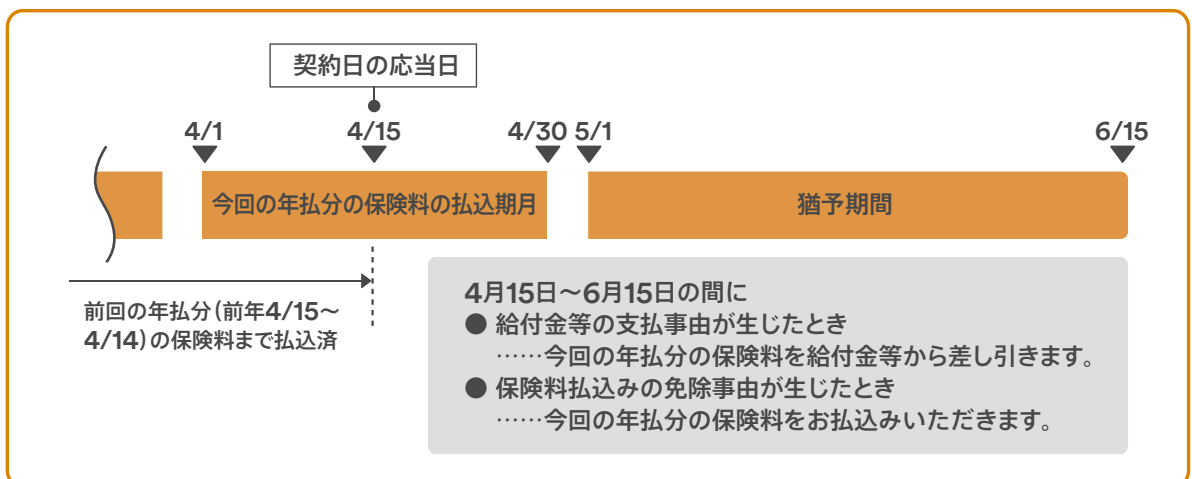 契約日の応当日
4/1 4/15 4/30 5/1 6/15
今回の年払分の保険料の払込期月 猶予期間
前回の年払分(前年4/15～
4/14)の保険料まで払込済
4月15日～6月15日の間に
● 給付金等の支払事由が生じたとき
……今回の年払分の保険料を給付金等から差し引きます。
● 保険料払込みの免除事由が生じたとき
……今回の年払分の保険料をお払込みいただきます。